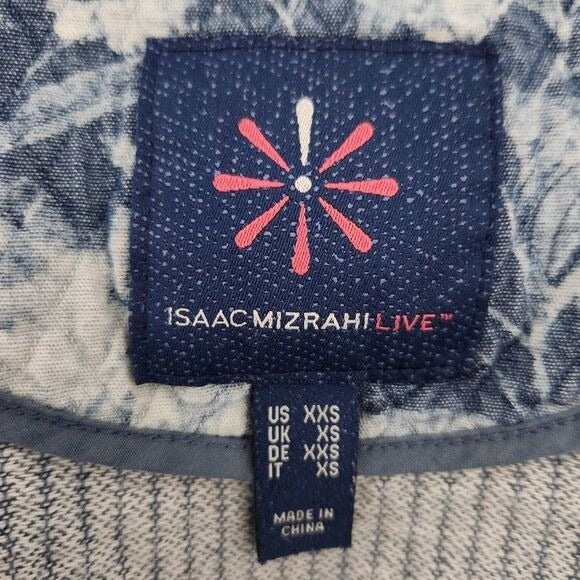 ISAACMIZRAHILIVE™
US XXS
UK XS
DE XXS
IT XS
MADE IN
CHINA